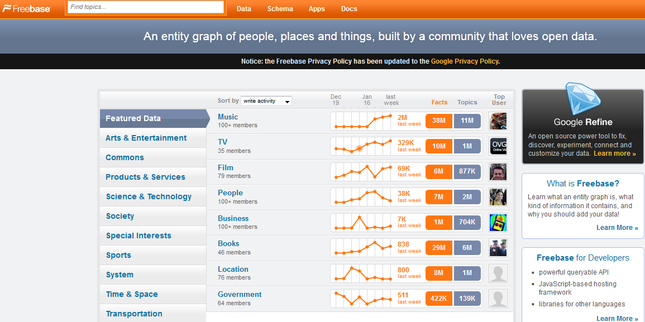 Freebase
Find topics...
Data Schema Apps Docs
An entity graph of people, places and things, built by a community that loves open data.
Notice: the Freebase Privacy Policy has been updated to the Google Privacy Policy.
Sort by write activity
Dec 19
Jan 16
last week
Facts Topics
Top User
Featured Data
Arts & Entertainment
Commons
Products & Services
Science & Technology
Society
Special Interests
Sports
System
Time & Space
Transportation
Music
100+ members
2M
last week
38M 11M
TV
35 members
329K
last week
10M 1M
OVG
Film
79 members
69K
last week
6M 877K
People
100+ members
38K
last week
7M 2M
Business
100+ members
7K
last week
1M 704K
Books
46 members
838
last week
29M 6M
Location
76 members
800
last week
8M 1M
Government
64 members
511
last week
422K 139K
Google Refine
An open source power tool to fix,
discover, experiment, connect and
customize your data. Learn more »
What is Freebase?
Learn what an entity graph is, what
kind of information it contains, and
why you should add your data!
Learn More »
Freebase for Developers
powerful queryable API
JavaScript-based hosting
framework
libraries for other languages
Learn More »